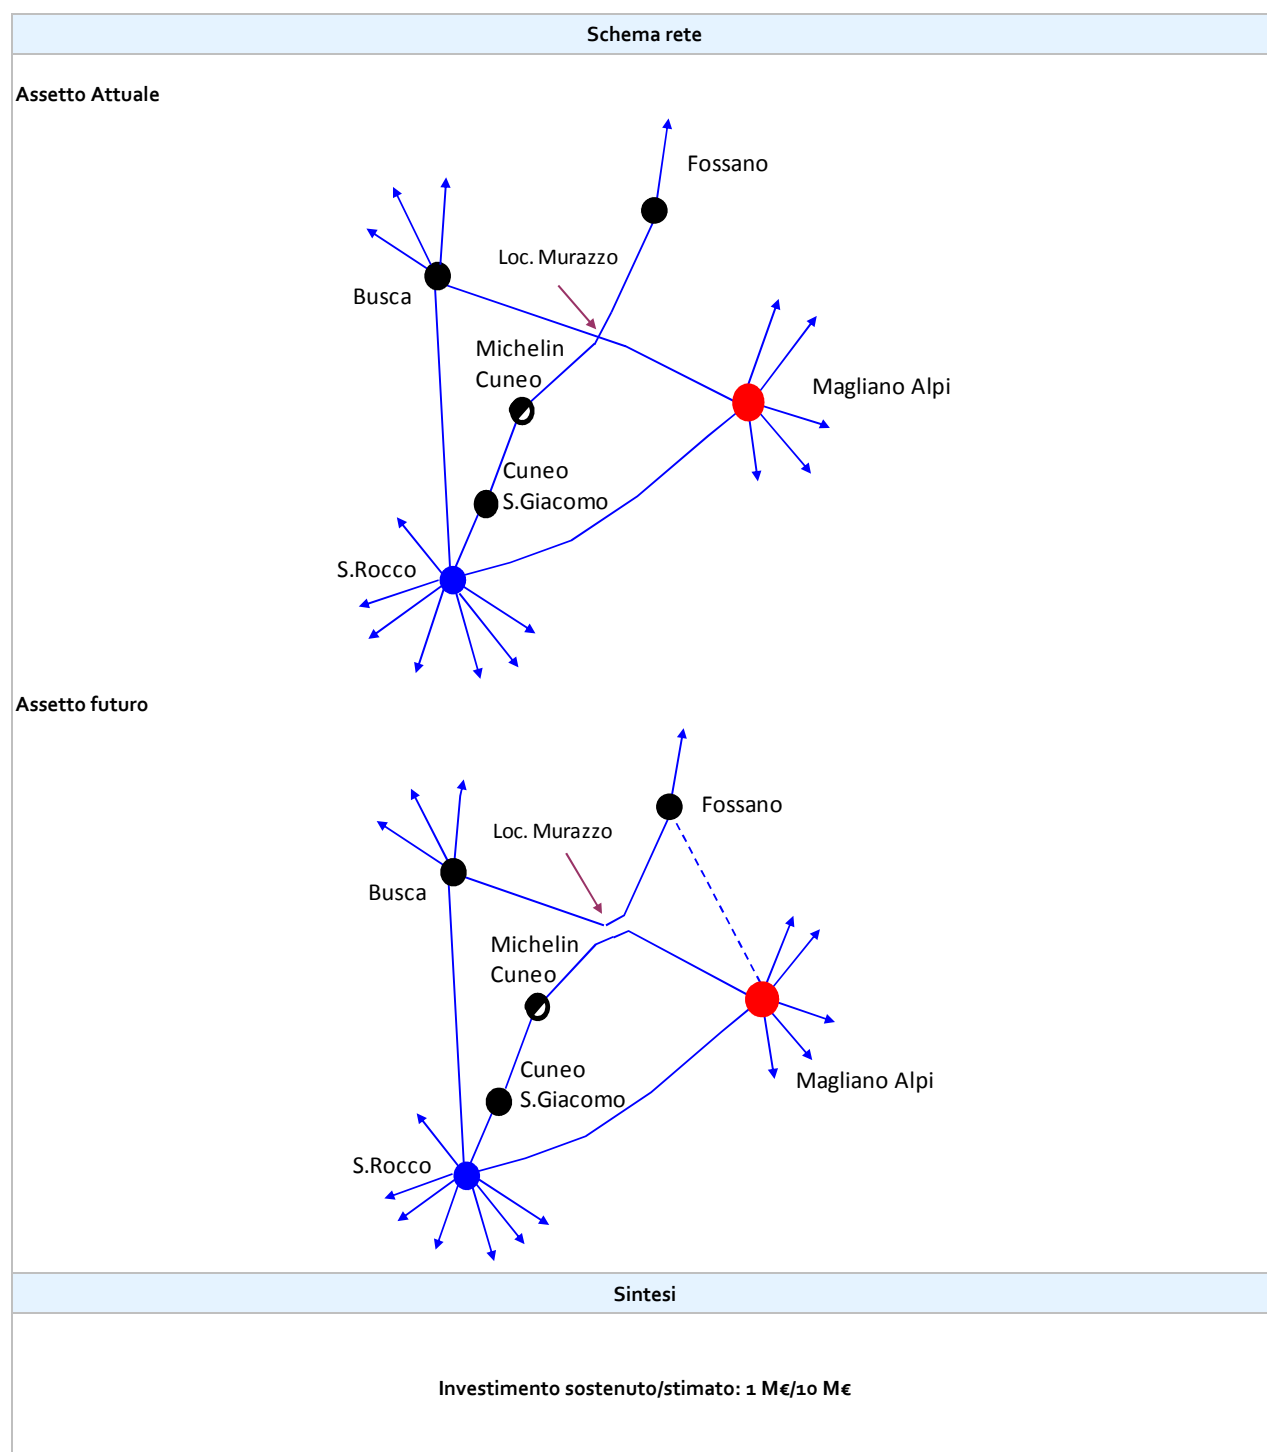 Schema rete
Assetto Attuale
Fossano
Loc. Murazzo
Busca
Michelin
Cuneo
Magliano Alpi
Cuneo
S.Giacomo
S.Rocco
Assetto futuro
Fossano
Loc. Murazzo
Busca
Michelin
Cuneo
Cuneo
S.Giacomo
Magliano Alpi
S.Rocco
Sintesi
Investimento sostenuto/stimato: 1 M€/10 M€